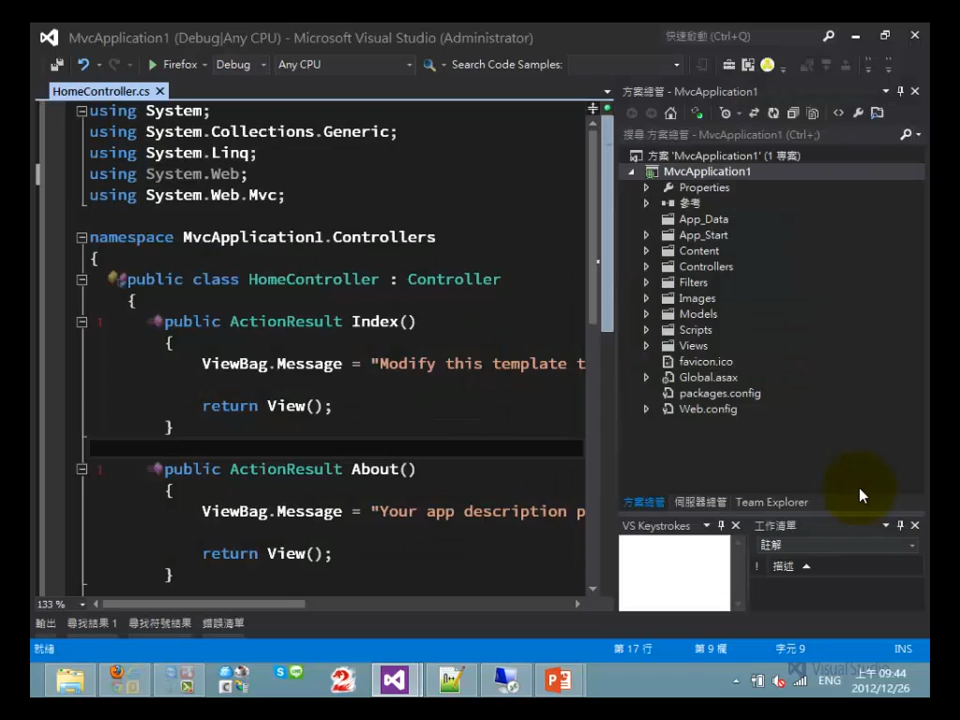 MvcApplication1 (Debug|Any CPU) - Microsoft Visual Studio (Administrator)
快速啟動 (Ctrl+Q)
Firefox Debug Any CPU Search Code Samples:
HomeController.cs
using System;
using System.Collections.Generic;
using System.Linq;
using System.Web;
using System.Web.Mvc;
namespace MvcApplication1.Controllers
{
public class HomeController : Controller
{
1 public ActionResult Index()
{
ViewBag.Message = "Modify this template t
return View();
}
1 public ActionResult About()
{
ViewBag.Message = "Your app description p
return View();
}
133 %
方案總管 - MvcApplication1
搜尋 方案總管 - MvcApplication1 (Ctrl+;)
方案 'MvcApplication1' (1 專案)
MvcApplication1
Properties
參考
App_Data
App_Start
Content
Controllers
Filters
Images
Models
Scripts
Views
favicon.ico
Global.asax
packages.config
Web.config
方案總管 伺服器總管 Team Explorer
VS Keystrokes
工作清單
註解
! 描述
輸出 尋找結果 1 尋找符號結果 錯誤清單
就緒 第 17 行 第 9 欄 字元 9 INS
ENG
上午 09:44
2012/12/26